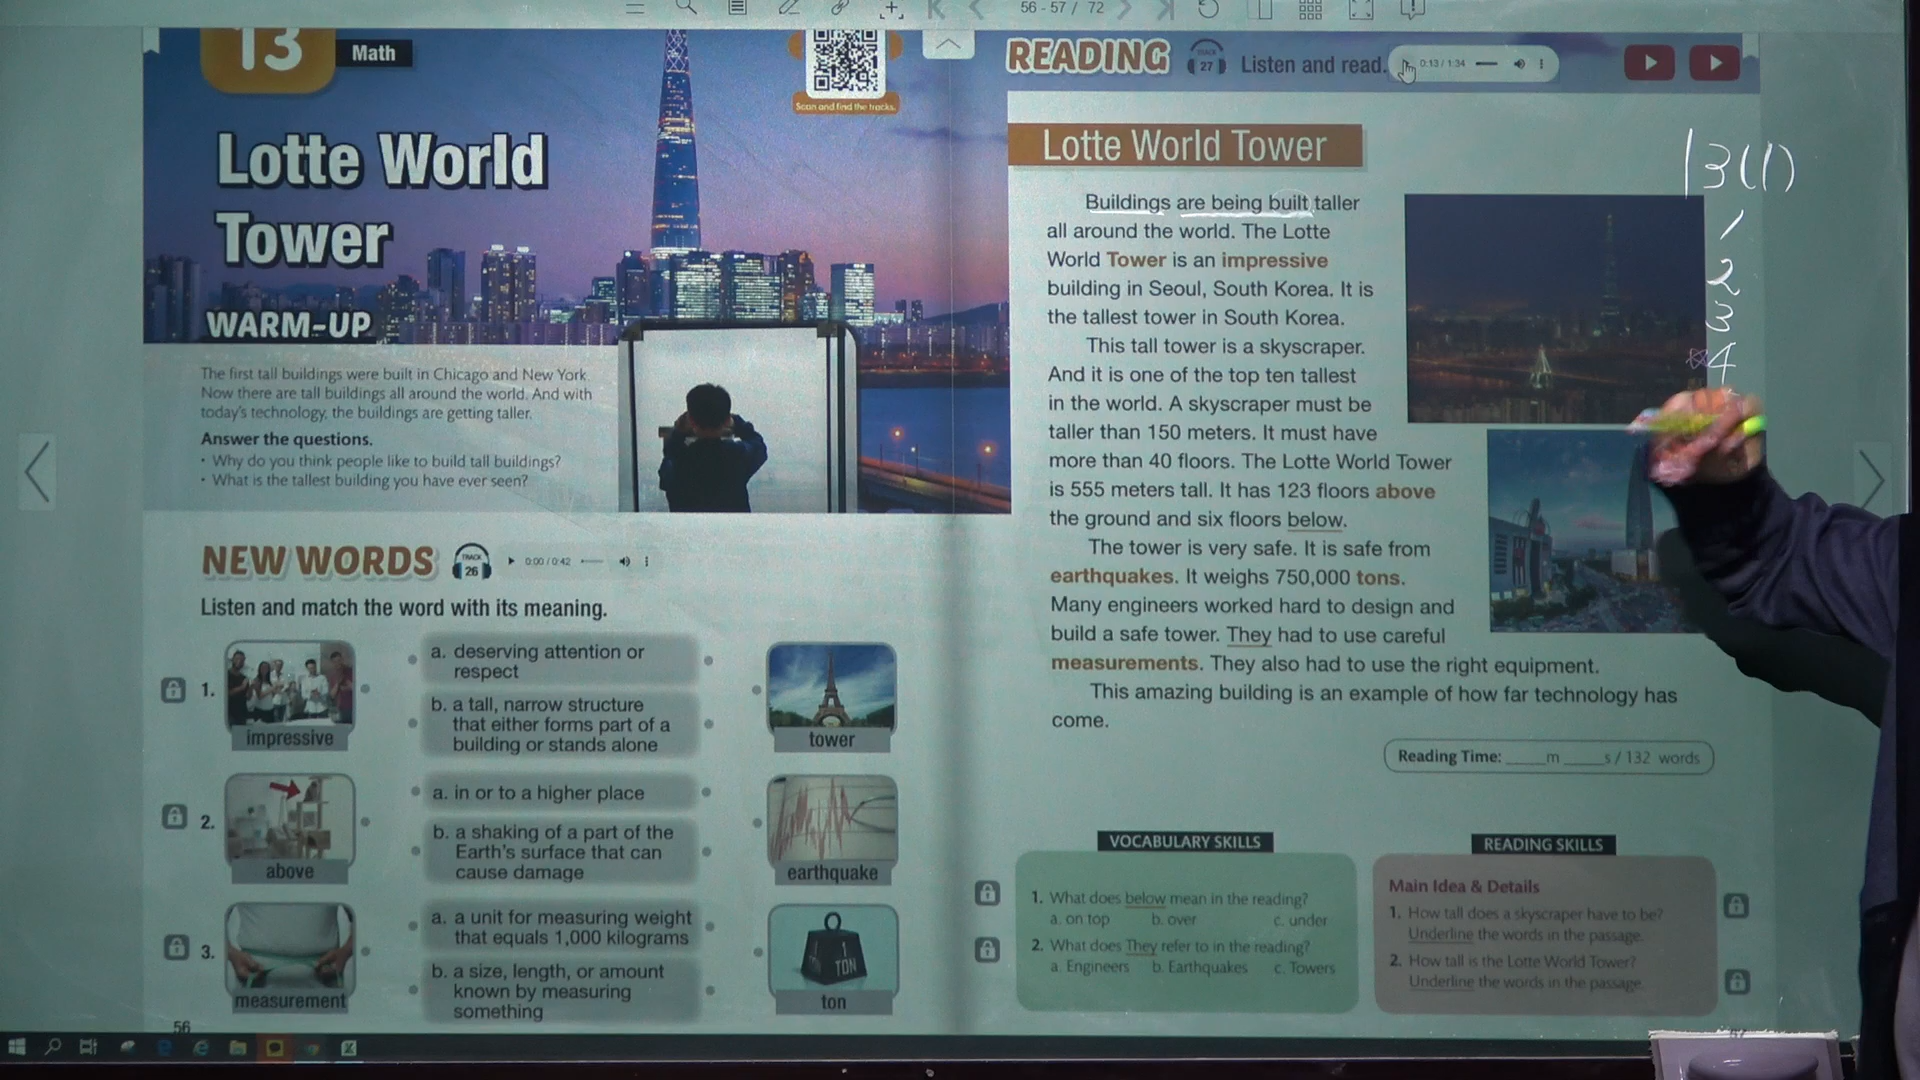 56 - 57 / 72
13
Math
Scan and find the tracks.
Lotte World
Tower
WARM-UP
The first tall buildings were built in Chicago and New York.
Now there are tall buildings all around the world. And with
today's technology, the buildings are getting taller.
Answer the questions.
• Why do you think people like to build tall buildings?
• What is the tallest building you have ever seen?
NEW WORDS
TRACK
26
0:00 / 0:42
Listen and match the word with its meaning.
1.
impressive
a. deserving attention or
respect
b. a tall, narrow structure
that either forms part of a
building or stands alone
tower
2.
above
a. in or to a higher place
b. a shaking of a part of the
Earth's surface that can
cause damage
earthquake
3.
measurement
a. a unit for measuring weight
that equals 1,000 kilograms
b. a size, length, or amount
known by measuring
something
1
TON
ton
56
READING
TRACK
27
Listen and read.
0:13 / 1:34
Lotte World Tower
Buildings are being built taller
all around the world. The Lotte
World Tower is an impressive
building in Seoul, South Korea. It is
the tallest tower in South Korea.
This tall tower is a skyscraper.
And it is one of the top ten tallest
in the world. A skyscraper must be
taller than 150 meters. It must have
more than 40 floors. The Lotte World Tower
is 555 meters tall. It has 123 floors above
the ground and six floors below.
The tower is very safe. It is safe from
earthquakes. It weighs 750,000 tons.
Many engineers worked hard to design and
build a safe tower. They had to use careful
measurements. They also had to use the right equipment.
This amazing building is an example of how far technology has
come.
Reading Time: _____m _____s / 132 words
VOCABULARY SKILLS
1. What does below mean in the reading?
a. on top b. over c. under
2. What does They refer to in the reading?
a. Engineers b. Earthquakes c. Towers
READING SKILLS
Main Idea & Details
1. How tall does a skyscraper have to be?
Underline the words in the passage.
2. How tall is the Lotte World Tower?
Underline the words in the passage.
13(1)
1
2
3
4